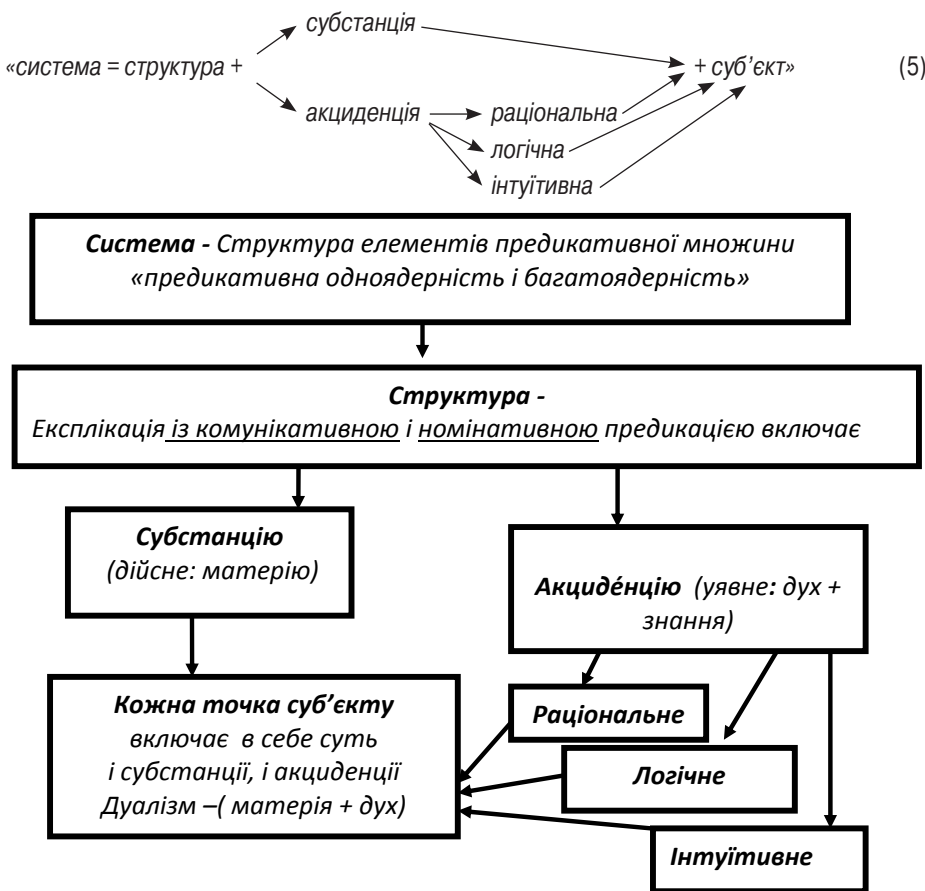 субстанція
«система = структура + + суб’єкт» (5)
акциденція раціональна
логічна
інтуїтивна
Система - Структура елементів предикативної множини
«предикативна одноядерність і багатоядерність»
Структура -
Експлікація із комунікативною і номінативною предикацією включає
Субстанцію
(дійсне: матерію)
Акциде́нцію (уявне: дух +
знання)
Кожна точка суб’єкту
включає в себе суть
і субстанції, і акциденції
Дуалізм –( матерія + дух)
Раціональне
Логічне
Інтуїтивне